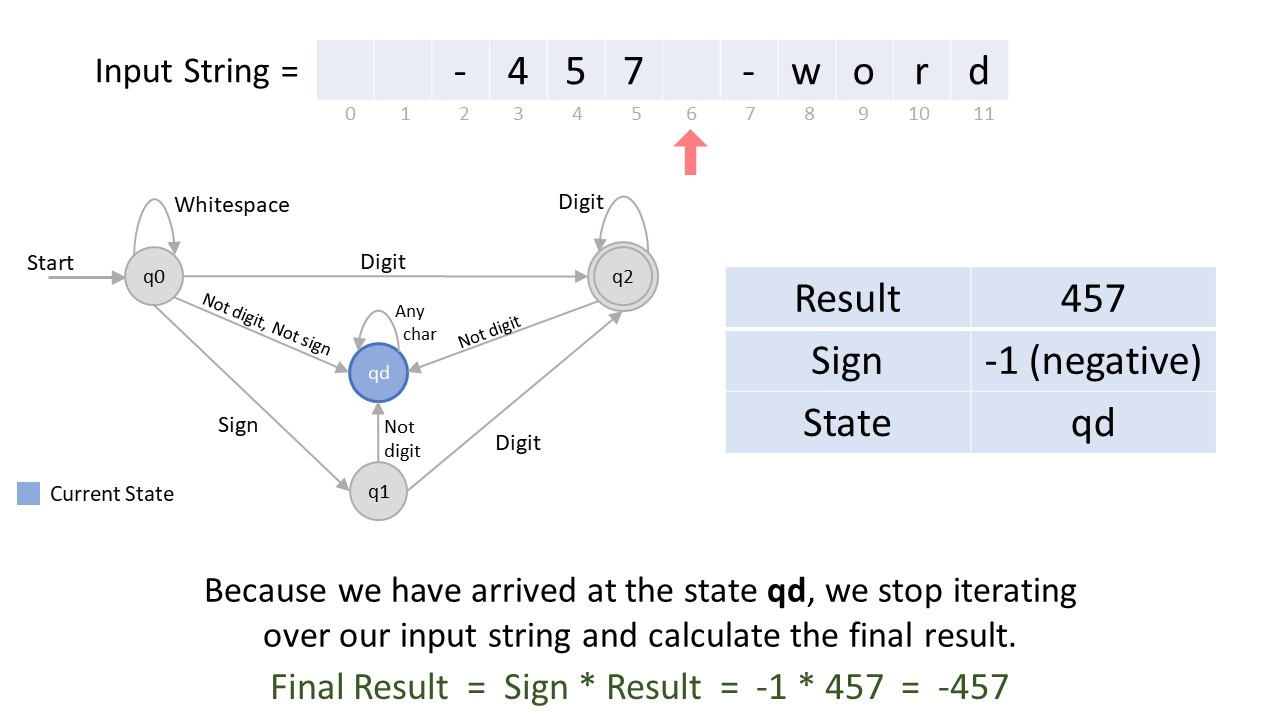 Input String = - 4 5 7 - w o r d
0 1 2 3 4 5 6 7 8 9 10 11
Whitespace
Digit
Start
q0
Digit
q2
Not digit, Not sign
Any
char
Not digit
qd
Sign
Not
digit
Digit
q1
Current State
Result 457
Sign -1 (negative)
State qd
Because we have arrived at the state qd, we stop iterating
over our input string and calculate the final result.
Final Result = Sign * Result = -1 * 457 = -457